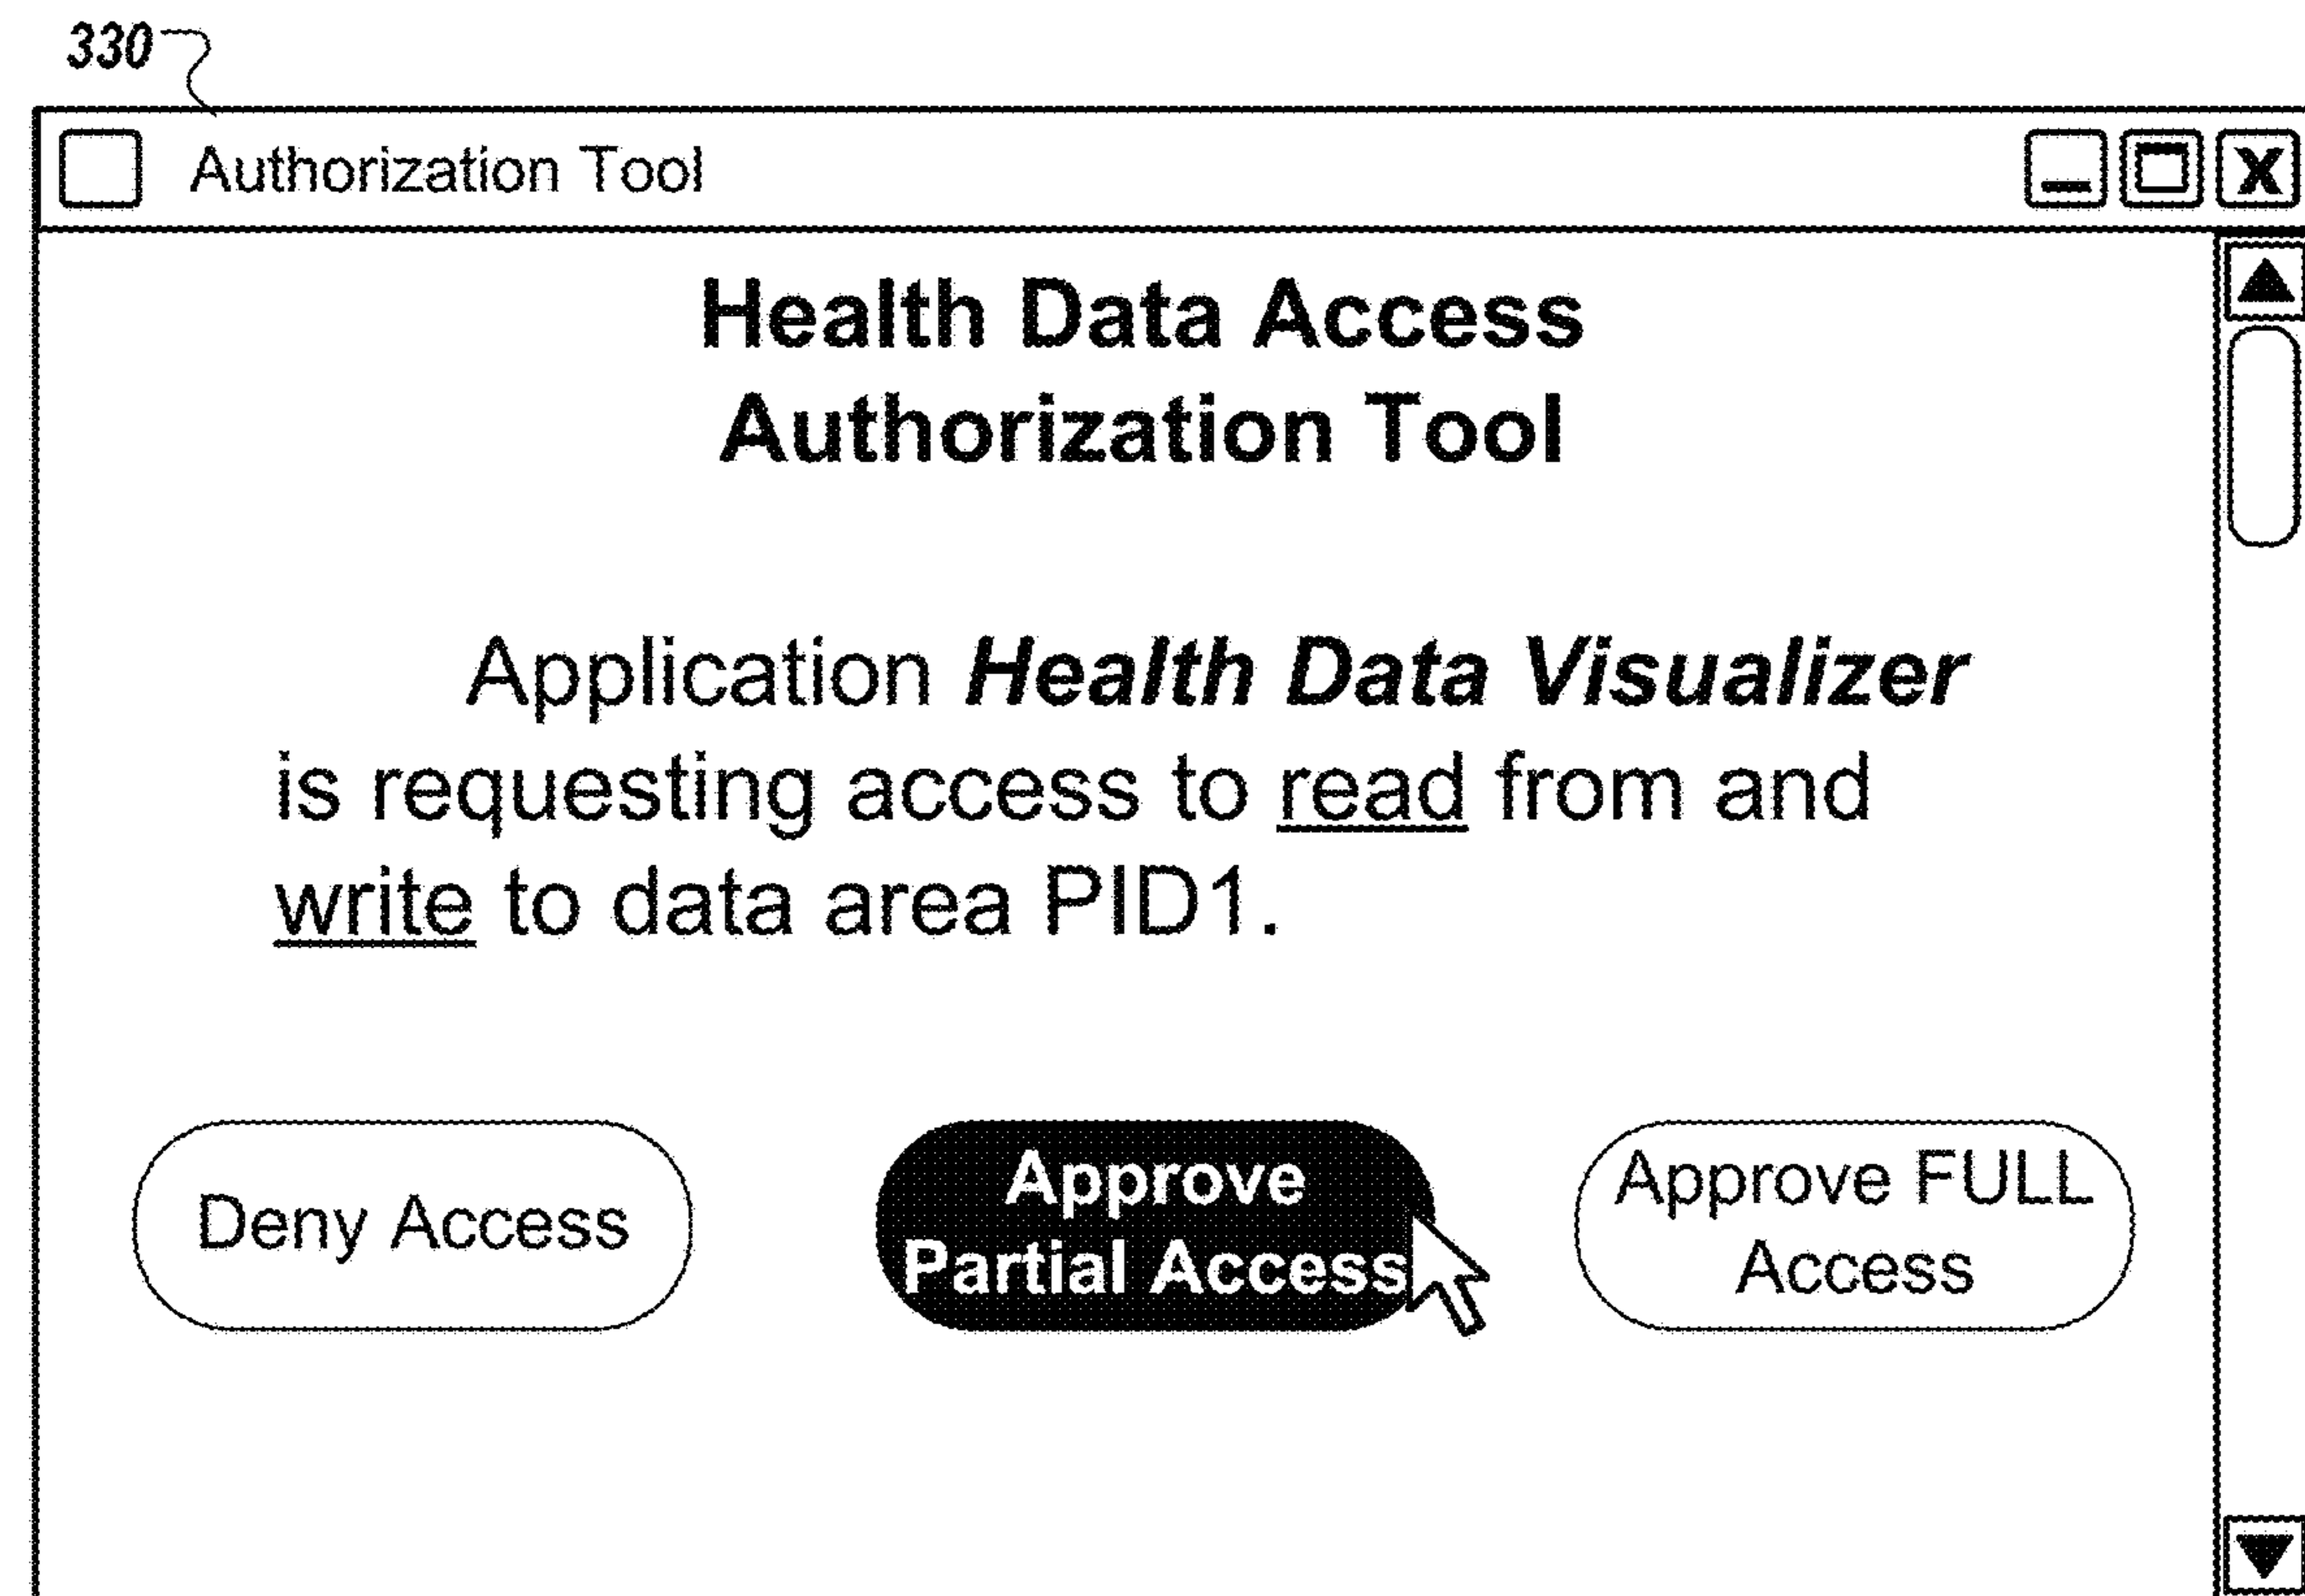 330
Authorization Tool
Health Data Access
Authorization Tool
Application Health Data Visualizer
is requesting access to read from and
write to data area PID1.
Deny Access
Approve
Partial Access
Approve FULL
Access